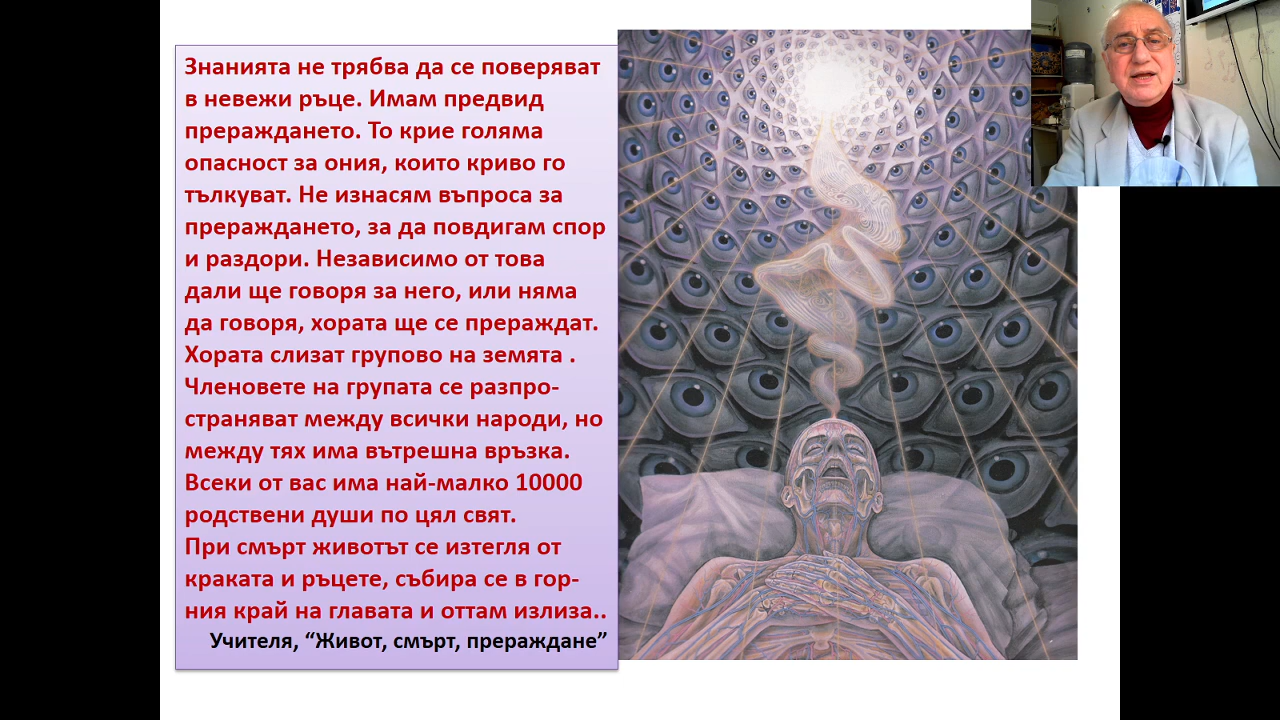 Знанията не трябва да се поверяват
в невежи ръце. Имам предвид
прераждането. То крие голяма
опасност за ония, които криво го
тълкуват. Не изнасям въпроса за
прераждането, за да повдигам спор
и раздори. Независимо от това
дали ще говоря за него, или няма
да говоря, хората ще се прераждат.
Хората слизат групово на земята .
Членовете на групата се разпро-
страняват между всички народи, но
между тях има вътрешна връзка.
Всеки от вас има най-малко 10000
родствени души по цял свят.
При смърт животът се изтегля от
краката и ръцете, събира се в гор-
ния край на главата и оттам излиза..
Учителя, “Живот, смърт, прераждане”